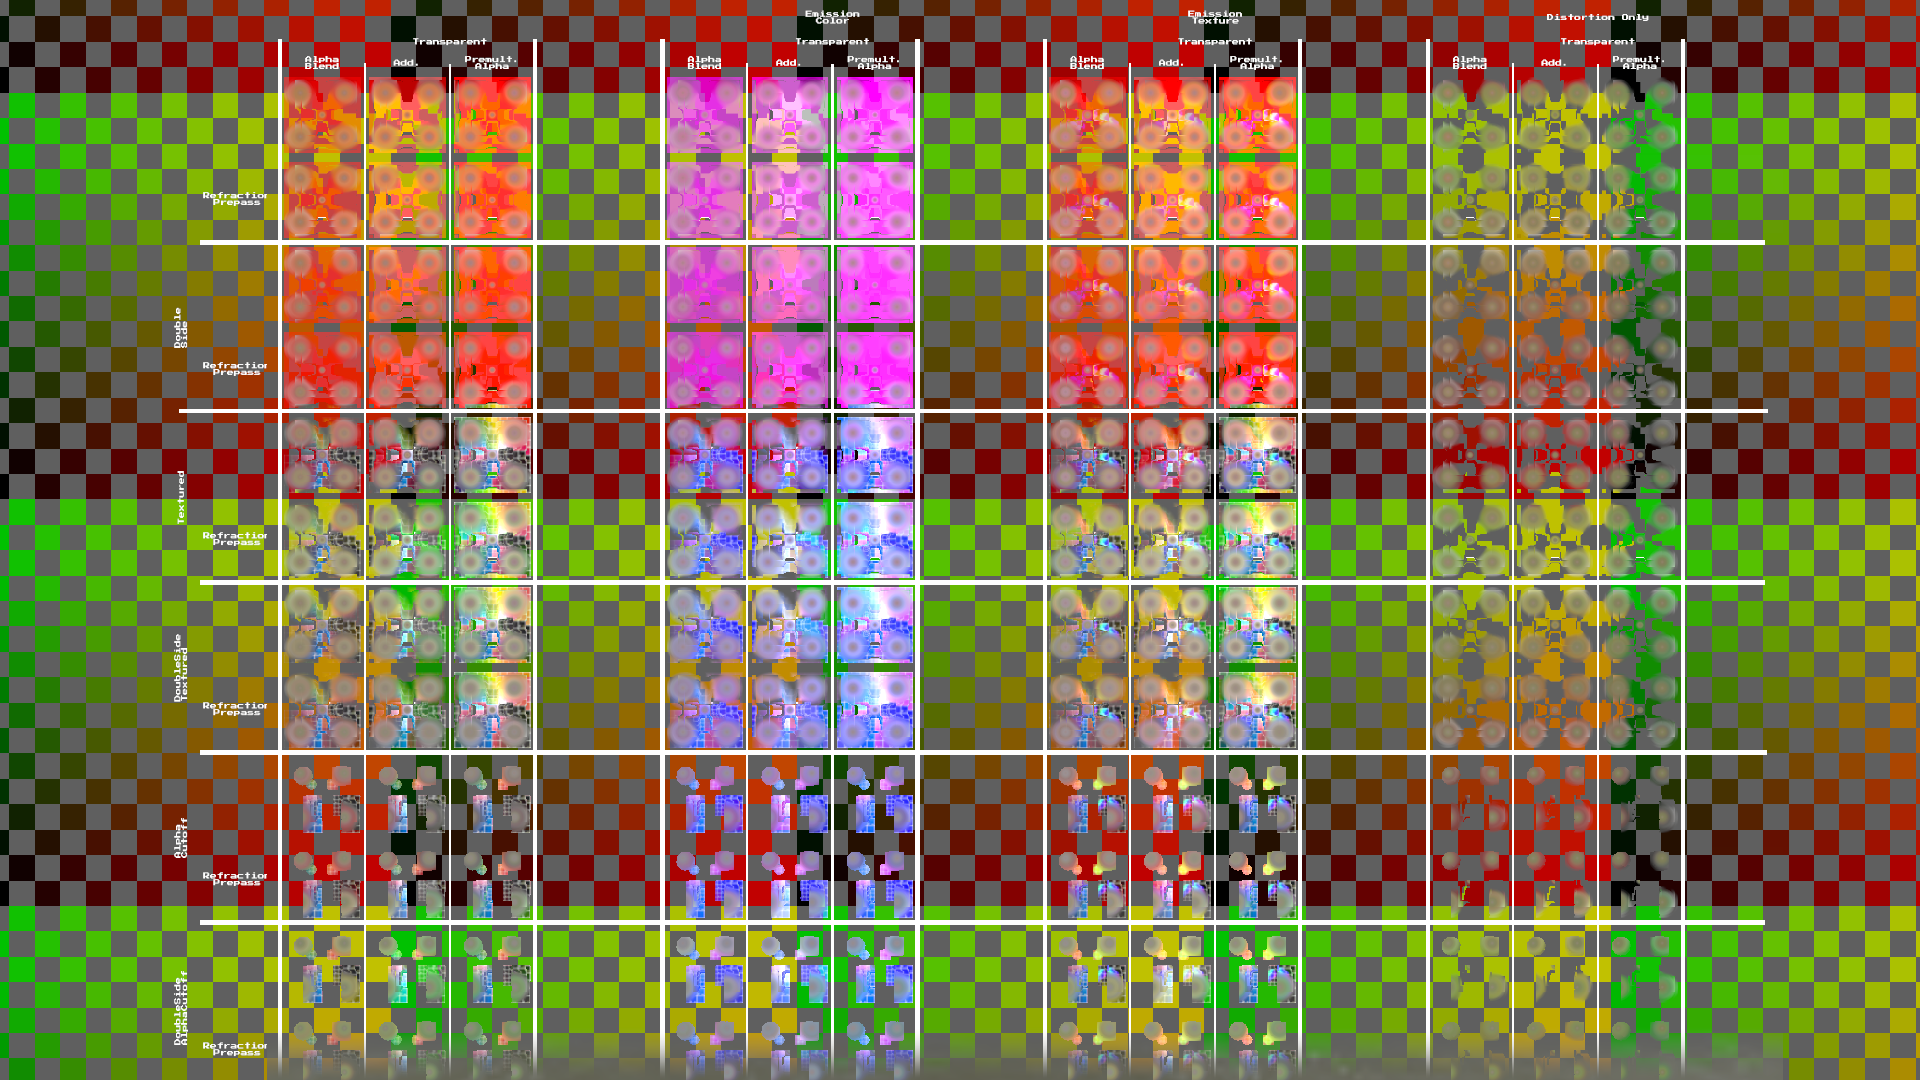 Emission
Color
Emission
Texture
Distortion Only
Transparent
Transparent
Transparent
Transparent
Alpha
Blend
Add.
Premult.
Alpha
Alpha
Blend
Add.
Premult.
Alpha
Alpha
Blend
Add.
Premult.
Alpha
Alpha
Blend
Add.
Premult.
Alpha
Refraction
Prepass
Double
Side
Refraction
Prepass
Textured
Refraction
Prepass
DoubleSide
Textured
Refraction
Prepass
Alpha
Cutoff
Refraction
Prepass
DoubleSide
AlphaCutoff
Refraction
Prepass